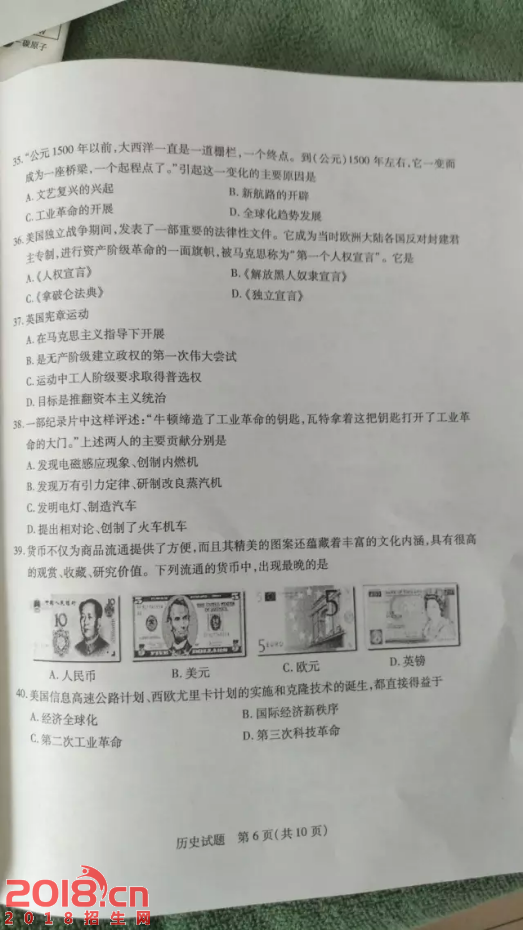 碳原子
35.“公元1500年以前,大西洋一直是一道栅栏,一个终点。到(公元)1500年左右,它一变而
成为一座桥梁,一个起程点了。”引起这一变化的主要原因是
A.文艺复兴的兴起 B.新航路的开辟
C.工业革命的开展 D.全球化趋势发展
36.美国独立战争期间,发表了一部重要的法律性文件。它成为当时欧洲大陆各国反对封建君
主专制,进行资产阶级革命的一面旗帜,被马克思称为“第一个人权宣言”。它是
A.《人权宣言》 B.《解放黑人奴隶宣言》
C.《拿破仑法典》 D.《独立宣言》
37.英国宪章运动
A.在马克思主义指导下开展
B.是无产阶级建立政权的第一次伟大尝试
C.运动中工人阶级要求取得普选权
D.目标是推翻资本主义统治
38.一部纪录片中这样评述:“牛顿缔造了工业革命的钥匙,瓦特拿着这把钥匙打开了工业革
命的大门。”上述两人的主要贡献分别是
A.发现电磁感应现象、创制内燃机
B.发现万有引力定律、研制改良蒸汽机
C.发明电灯、制造汽车
D.提出相对论、创制了火车机车
39.货币不仅为商品流通提供了方便,而且其精美的图案还蕴藏着丰富的文化内涵,具有很高
的观赏、收藏、研究价值。下列流通的货币中,出现最晚的是
中国人民银行
10
5
FIVE DOLLARS
5 EURO
A.人民币 B.美元 C.欧元 D.英镑
40.美国信息高速公路计划、西欧尤里卡计划的实施和克隆技术的诞生,都直接得益于
A.经济全球化 B.国际经济新秩序
C.第二次工业革命 D.第三次科技革命
历史试题 第6页(共10页)
2018.cn
2018招生网